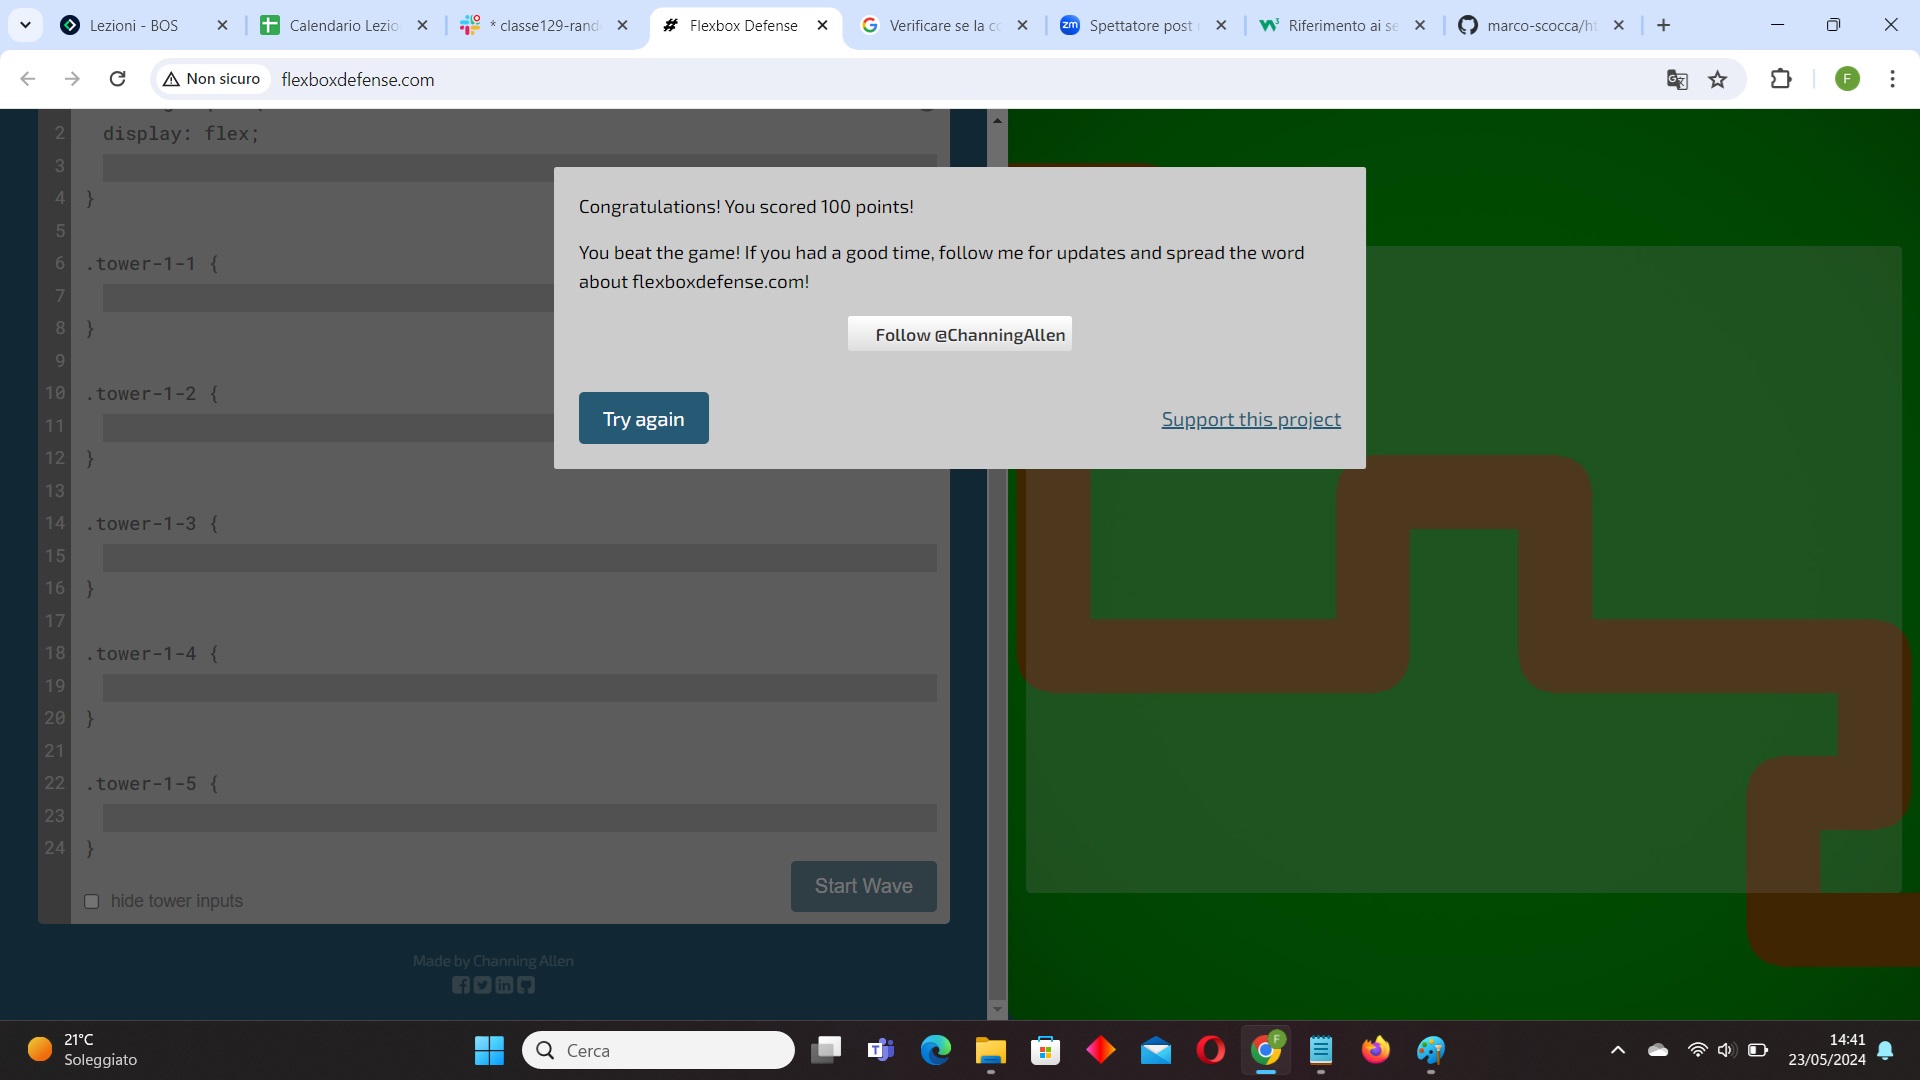 Lezioni - BOS
Calendario Lezio
* classe129-rand
Flexbox Defense
Verificare se la co
Spettatore post
Riferimento ai se
marco-scocca/ht
Non sicuro
flexboxdefense.com
F
2 display: flex;
3
4 }
5
6 .tower-1-1 {
7
8 }
9
10 .tower-1-2 {
11
12 }
13
14 .tower-1-3 {
15
16 }
17
18 .tower-1-4 {
19
20 }
21
22 .tower-1-5 {
23
24 }
hide tower inputs
Start Wave
Made by Channing Allen
Congratulations! You scored 100 points!
You beat the game! If you had a good time, follow me for updates and spread the word
about flexboxdefense.com!
Follow @ChanningAllen
Try again
Support this project
21°C
Soleggiato
Cerca
14:41
23/05/2024